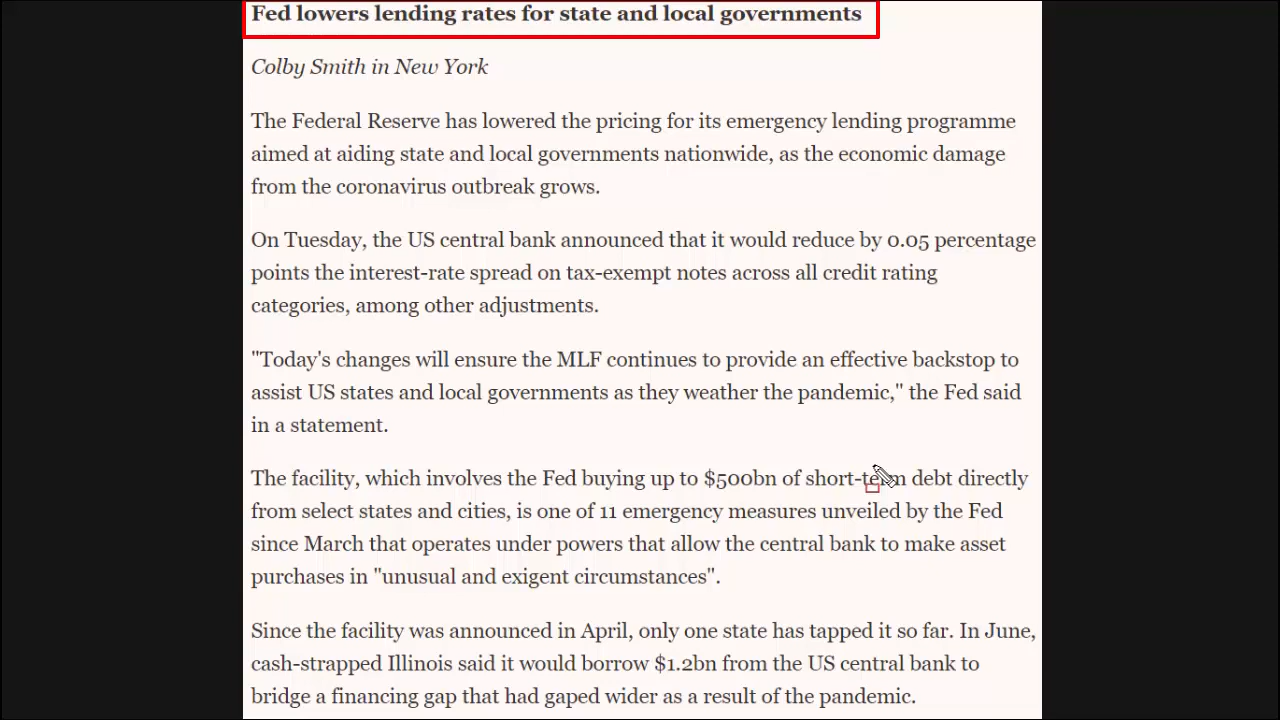 Fed lowers lending rates for state and local governments
Colby Smith in New York
The Federal Reserve has lowered the pricing for its emergency lending programme
aimed at aiding state and local governments nationwide, as the economic damage
from the coronavirus outbreak grows.
On Tuesday, the US central bank announced that it would reduce by 0.05 percentage
points the interest-rate spread on tax-exempt notes across all credit rating
categories, among other adjustments.
"Today's changes will ensure the MLF continues to provide an effective backstop to
assist US states and local governments as they weather the pandemic," the Fed said
in a statement.
The facility, which involves the Fed buying up to $500bn of short-term debt directly
from select states and cities, is one of 11 emergency measures unveiled by the Fed
since March that operates under powers that allow the central bank to make asset
purchases in "unusual and exigent circumstances".
Since the facility was announced in April, only one state has tapped it so far. In June,
cash-strapped Illinois said it would borrow $1.2bn from the US central bank to
bridge a financing gap that had gaped wider as a result of the pandemic.